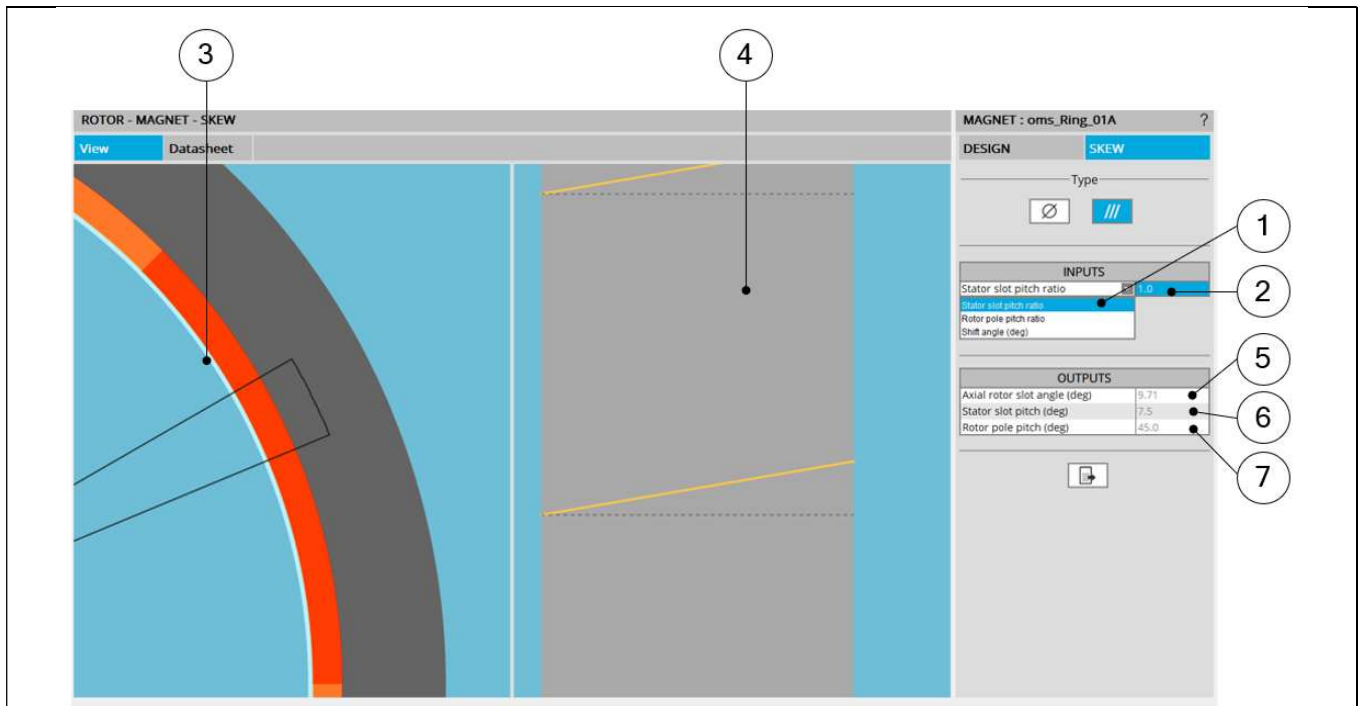 3
4
ROTOR - MAGNET - SKEW
View Datasheet
MAGNET : oms_Ring_01A ?
DESIGN SKEW
Type
1
INPUTS
Stator slot pitch ratio 1.0
2
Stator slot pitch ratio
Rotor pole pitch ratio
Shift angle (deg)
5
OUTPUTS
Axial rotor slot angle (deg) 9.71
Stator slot pitch (deg) 7.5
6
Rotor pole pitch (deg) 45.0
7